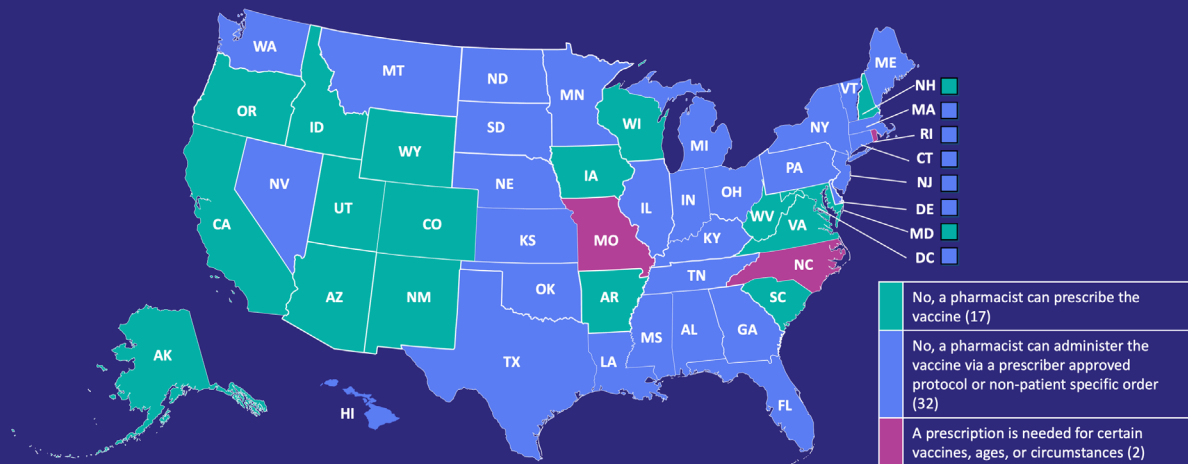 WA
MT
ND
MN
ME
VT
NH
MA
RI
CT
NJ
DE
MD
DC
OR
ID
WY
SD
WI
MI
NY
NV
UT
CO
NE
IA
IL
IN
OH
PA
CA
KS
MO
KY
WV
VA
AZ
NM
OK
AR
TN
NC
SC
TX
LA
MS
AL
GA
FL
AK
HI
No, a pharmacist can prescribe the
vaccine (17)
No, a pharmacist can administer the
vaccine via a prescriber approved
protocol or non-patient specific order
(32)
A prescription is needed for certain
vaccines, ages, or circumstances (2)